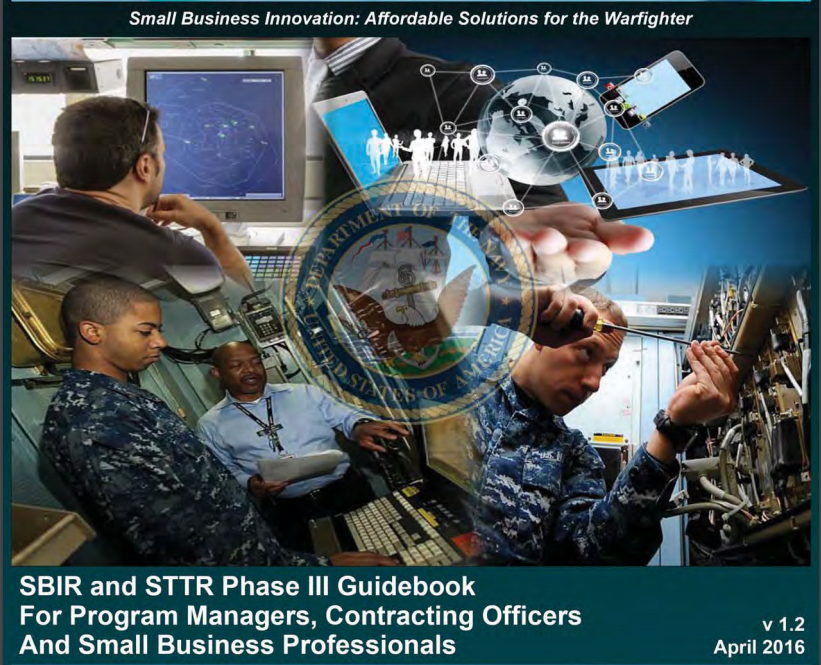 Small Business Innovation: Affordable Solutions for the Warfighter
DEPARTMENT OF THE NAVY
UNITED STATES OF AMERICA
SBIR and STTR Phase III Guidebook
For Program Managers, Contracting Officers
And Small Business Professionals
v 1.2
April 2016